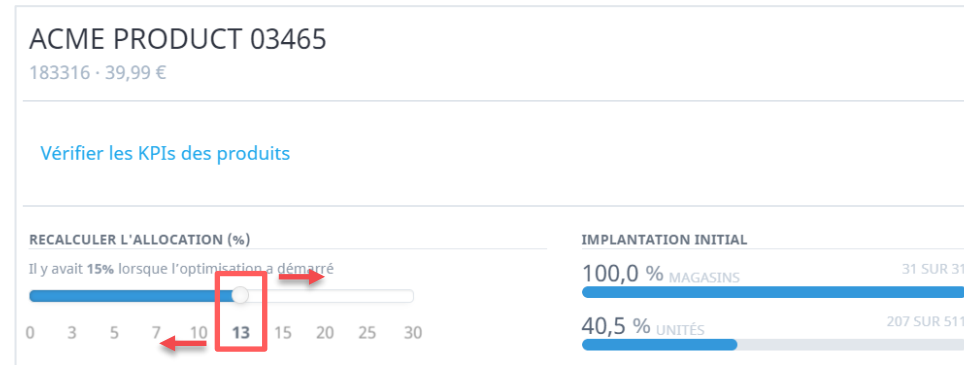 ACME PRODUCT 03465
183316 · 39,99 €
Vérifier les KPIs des produits
RECALCULER L'ALLOCATION (%)
Il y avait 15% lorsque l'optimisation a démarré
0 3 5 7 10 13 15 20 25 30
IMPLANTATION INITIAL
100,0 % MAGASINS 31 SUR 31
40,5 % UNITÉS 207 SUR 511